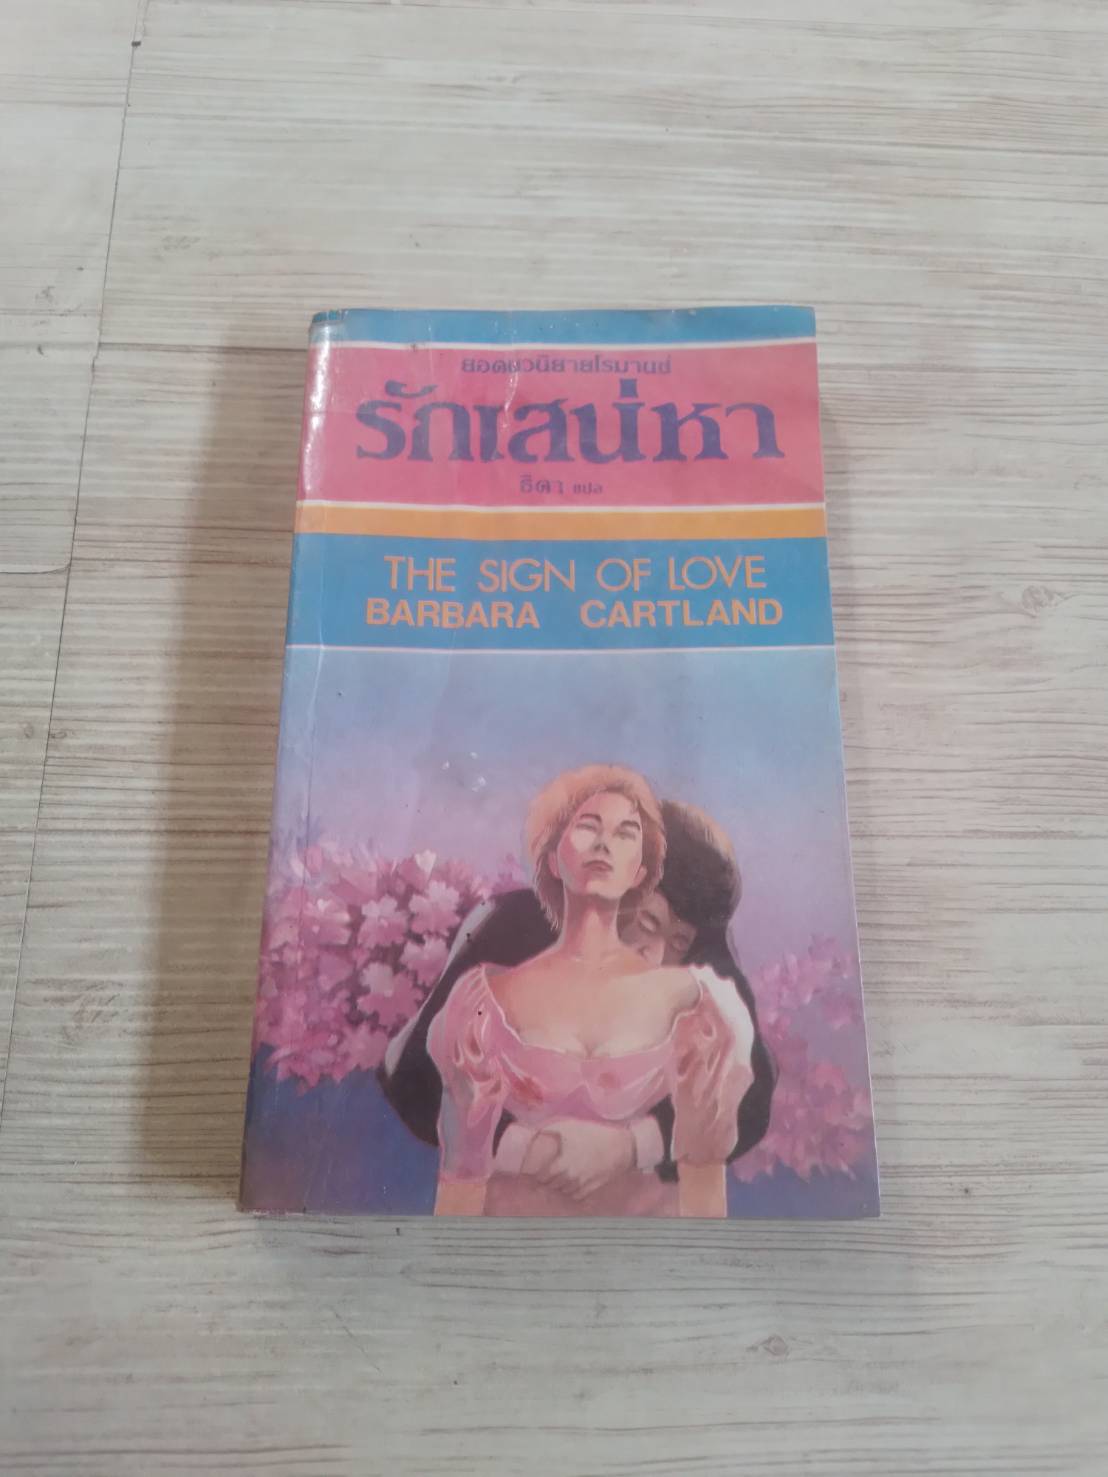 ยอดนวนิยายโรมานซ์
รักเสน่หา
ธิดา แปล
THE SIGN OF LOVE
BARBARA CARTLAND